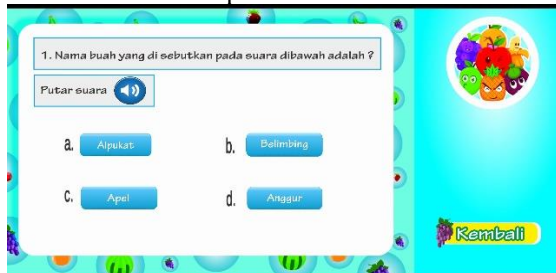 1. Nama buah yang di sebutkan pada suara dibawah adalah ?
Putar suara
a. Alpukat
b. Belimbing
c. Apel
d. Anggur
Kembali